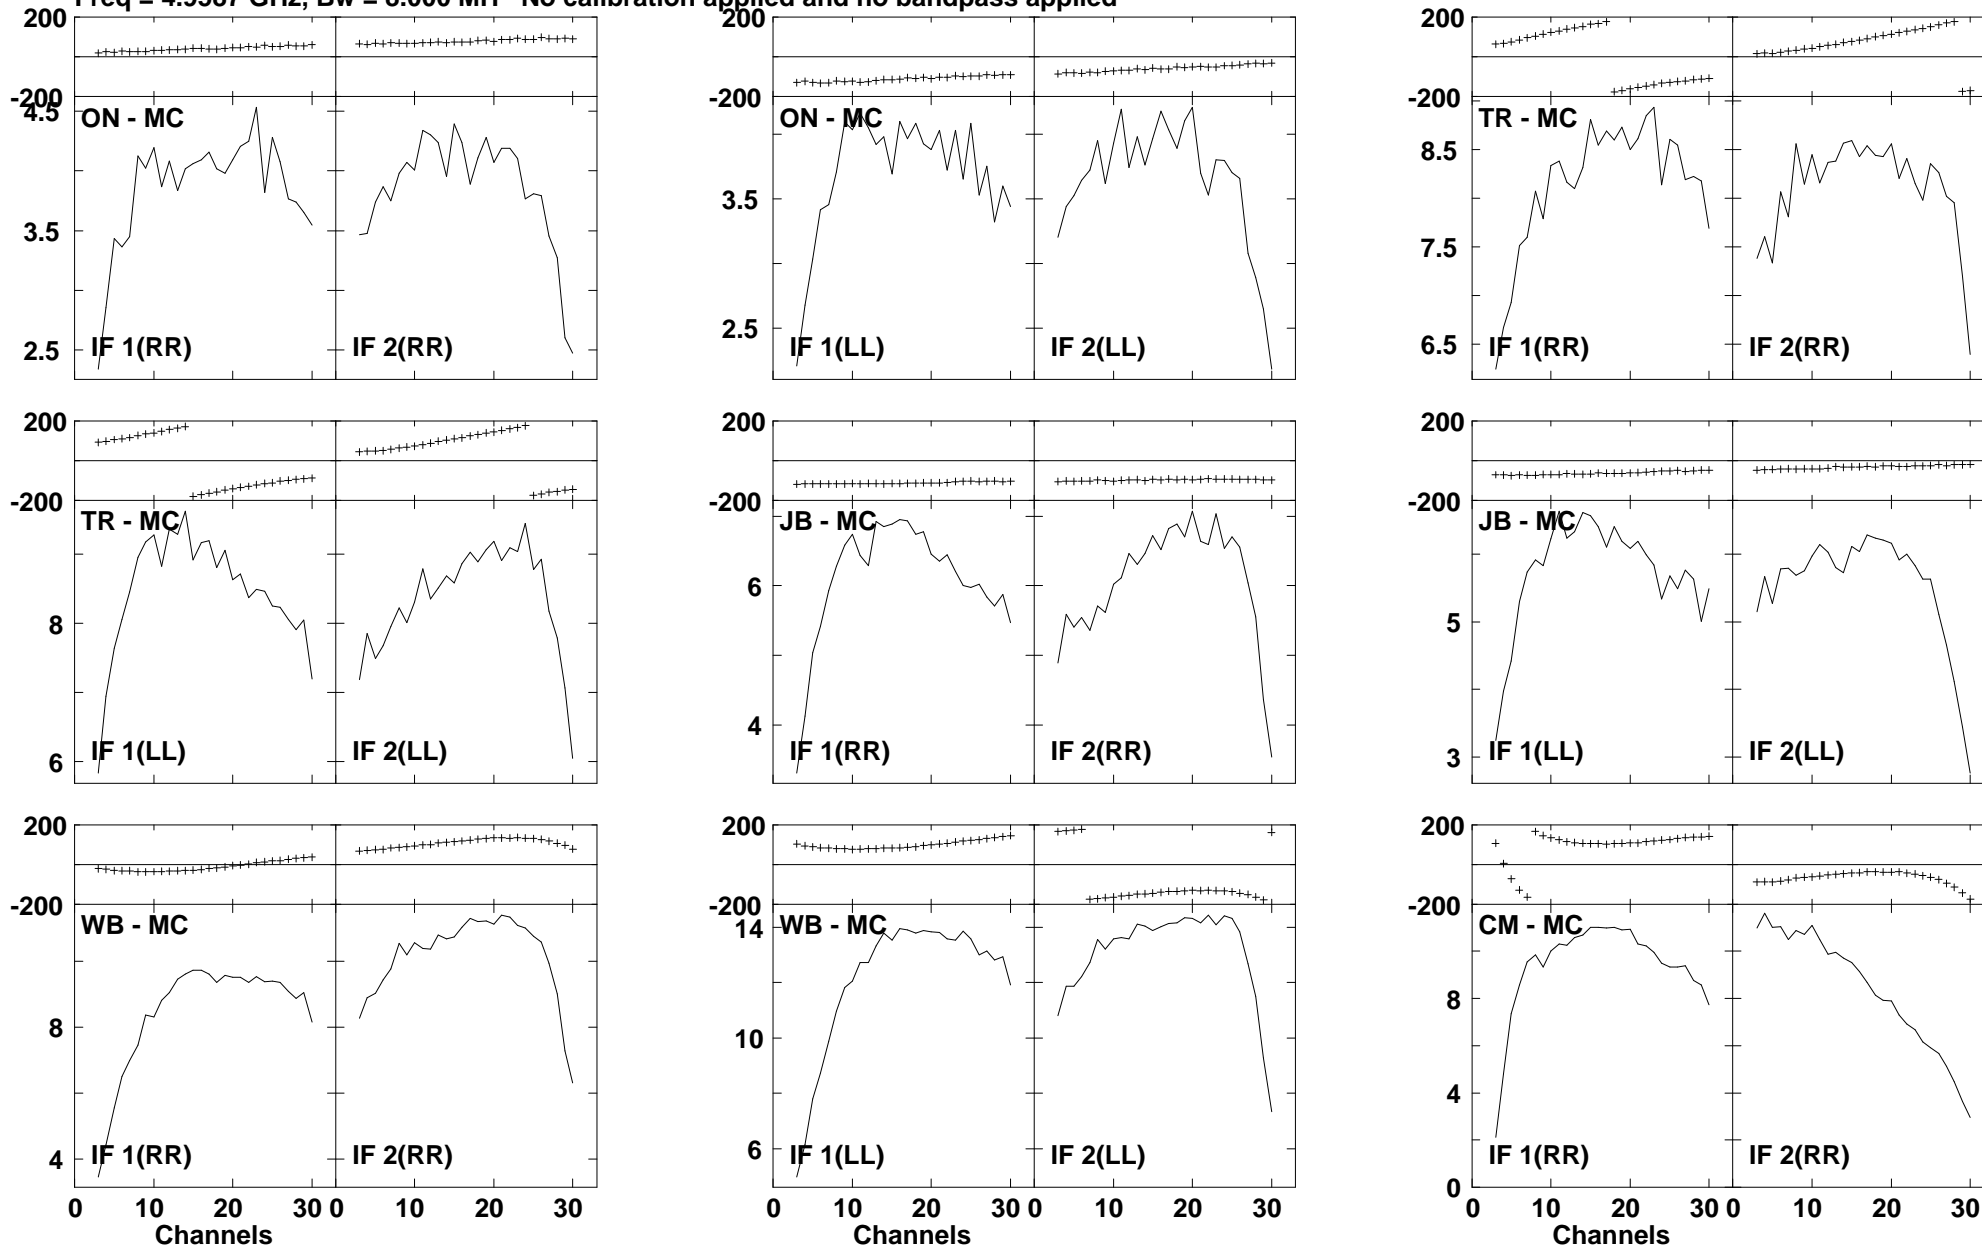 Freq = GHz, Bw = 8.000 No calibration applied and no bandpass applied
200
-200
4.5
3.5
2.5
ON - MC
IF 1(RR)
IF 2(RR)
200
-200
3.5
2.5
ON - MC
IF 1(LL)
IF 2(LL)
200
-200
8.5
7.5
6.5
TR - MC
IF 1(RR)
IF 2(RR)
200
-200
8
6
TR - MC
IF 1(LL)
IF 2(LL)
200
-200
6
4
JB - MC
IF 1(RR)
IF 2(RR)
200
-200
5
3
JB - MC
IF 1(LL)
IF 2(LL)
200
-200
8
4
WB - MC
IF 1(RR)
IF 2(RR)
0 10 20 30 0 10 20 30
Channels
200
-200
14
10
6
WB - MC
IF 1(LL)
IF 2(LL)
0 10 20 30 0 10 20 30
Channels
200
-200
8
4
0
CM - MC
IF 1(RR)
IF 2(RR)
0 10 20 30 0 10 20 30
Channels